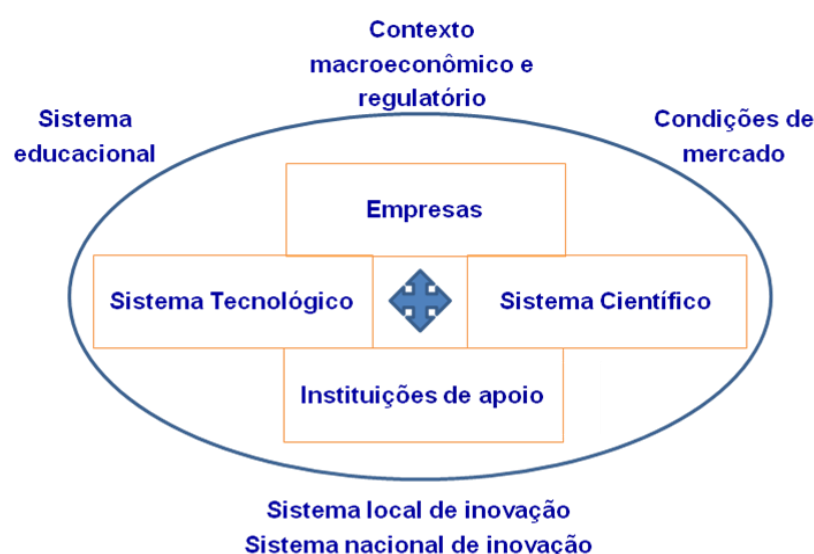 Contexto
macroeconômico e
regulatório
Sistema
educacional
Condições de
mercado
Empresas
Sistema Tecnológico
Sistema Científico
Instituições de apoio
Sistema local de inovação
Sistema nacional de inovação